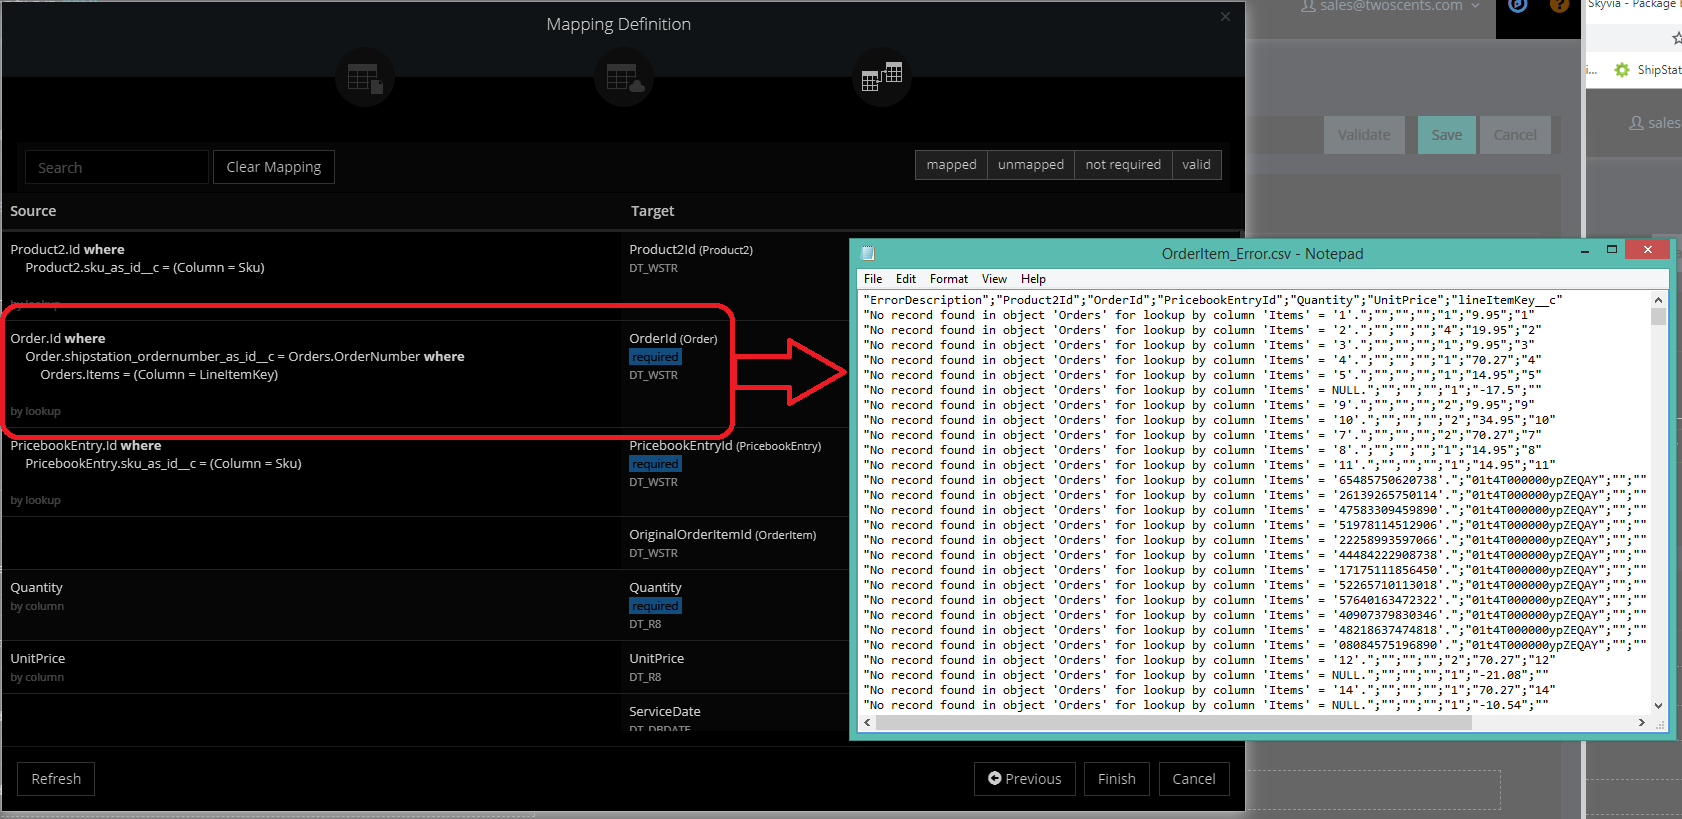 Mapping Definition
sales@twoscents.com
Skyvia - Package
ShipStat
sales
Validate
Save
Cancel
Search
Clear Mapping
mapped
unmapped
not required
valid
Source
Target
Product2.Id where
Product2.sku_as_id__c = (Column = Sku)
by lookup
Product2Id (Product2)
DT_WSTR
Order.Id where
Order.shipstation_ordernumber_as_id__c = Orders.OrderNumber where
Orders.Items = (Column = LineItemKey)
by lookup
OrderId (Order)
required
DT_WSTR
PricebookEntry.Id where
PricebookEntry.sku_as_id__c = (Column = Sku)
by lookup
PricebookEntryId (PricebookEntry)
required
DT_WSTR
OriginalOrderItemId (OrderItem)
DT_WSTR
Quantity
by column
Quantity
required
DT_R8
UnitPrice
by column
UnitPrice
DT_R8
ServiceDate
DT_DBDATE
Refresh
Previous
Finish
Cancel
OrderItem_Error.csv - Notepad
File Edit Format View Help
"ErrorDescription";"Product2Id";"OrderId";"PricebookEntryId";"Quantity";"UnitPrice";"lineItemKey__c"
"No record found in object 'Orders' for lookup by column 'Items' = '1'.";"";"";"";"1";"9.95";"1"
"No record found in object 'Orders' for lookup by column 'Items' = '2'.";"";"";"";"4";"19.95";"2"
"No record found in object 'Orders' for lookup by column 'Items' = '3'.";"";"";"";"1";"9.95";"3"
"No record found in object 'Orders' for lookup by column 'Items' = '4'.";"";"";"";"1";"70.27";"4"
"No record found in object 'Orders' for lookup by column 'Items' = '5'.";"";"";"";"1";"14.95";"5"
"No record found in object 'Orders' for lookup by column 'Items' = NULL.";"";"";"";"1";"-17.5";""
"No record found in object 'Orders' for lookup by column 'Items' = '9'.";"";"";"";"2";"9.95";"9"
"No record found in object 'Orders' for lookup by column 'Items' = '10'.";"";"";"";"2";"34.95";"10"
"No record found in object 'Orders' for lookup by column 'Items' = '7'.";"";"";"";"2";"70.27";"7"
"No record found in object 'Orders' for lookup by column 'Items' = '8'.";"";"";"";"1";"14.95";"8"
"No record found in object 'Orders' for lookup by column 'Items' = '11'.";"";"";"";"1";"14.95";"11"
"No record found in object 'Orders' for lookup by column 'Items' = '65485750620738'.";"01t4T000000ypZEQAY";"";""
"No record found in object 'Orders' for lookup by column 'Items' = '26139265750114'.";"01t4T000000ypZEQAY";"";""
"No record found in object 'Orders' for lookup by column 'Items' = '47583309459890'.";"01t4T000000ypZEQAY";"";""
"No record found in object 'Orders' for lookup by column 'Items' = '51978114512906'.";"01t4T000000ypZEQAY";"";""
"No record found in object 'Orders' for lookup by column 'Items' = '22258993597066'.";"01t4T000000ypZEQAY";"";""
"No record found in object 'Orders' for lookup by column 'Items' = '44484222908738'.";"01t4T000000ypZEQAY";"";""
"No record found in object 'Orders' for lookup by column 'Items' = '17175111856450'.";"01t4T000000ypZEQAY";"";""
"No record found in object 'Orders' for lookup by column 'Items' = '52265710113018'.";"01t4T000000ypZEQAY";"";""
"No record found in object 'Orders' for lookup by column 'Items' = '57640163472322'.";"01t4T000000ypZEQAY";"";""
"No record found in object 'Orders' for lookup by column 'Items' = '40907379830346'.";"01t4T000000ypZEQAY";"";""
"No record found in object 'Orders' for lookup by column 'Items' = '48218637474818'.";"01t4T000000ypZEQAY";"";""
"No record found in object 'Orders' for lookup by column 'Items' = '08084575196890'.";"01t4T000000ypZEQAY";"";""
"No record found in object 'Orders' for lookup by column 'Items' = '12'.";"";"";"";"2";"70.27";"12"
"No record found in object 'Orders' for lookup by column 'Items' = NULL.";"";"";"";"1";"-21.08";""
"No record found in object 'Orders' for lookup by column 'Items' = '14'.";"";"";"";"1";"70.27";"14"
"No record found in object 'Orders' for lookup by column 'Items' = NULL.";"";"";"";"1";"-10.54";""